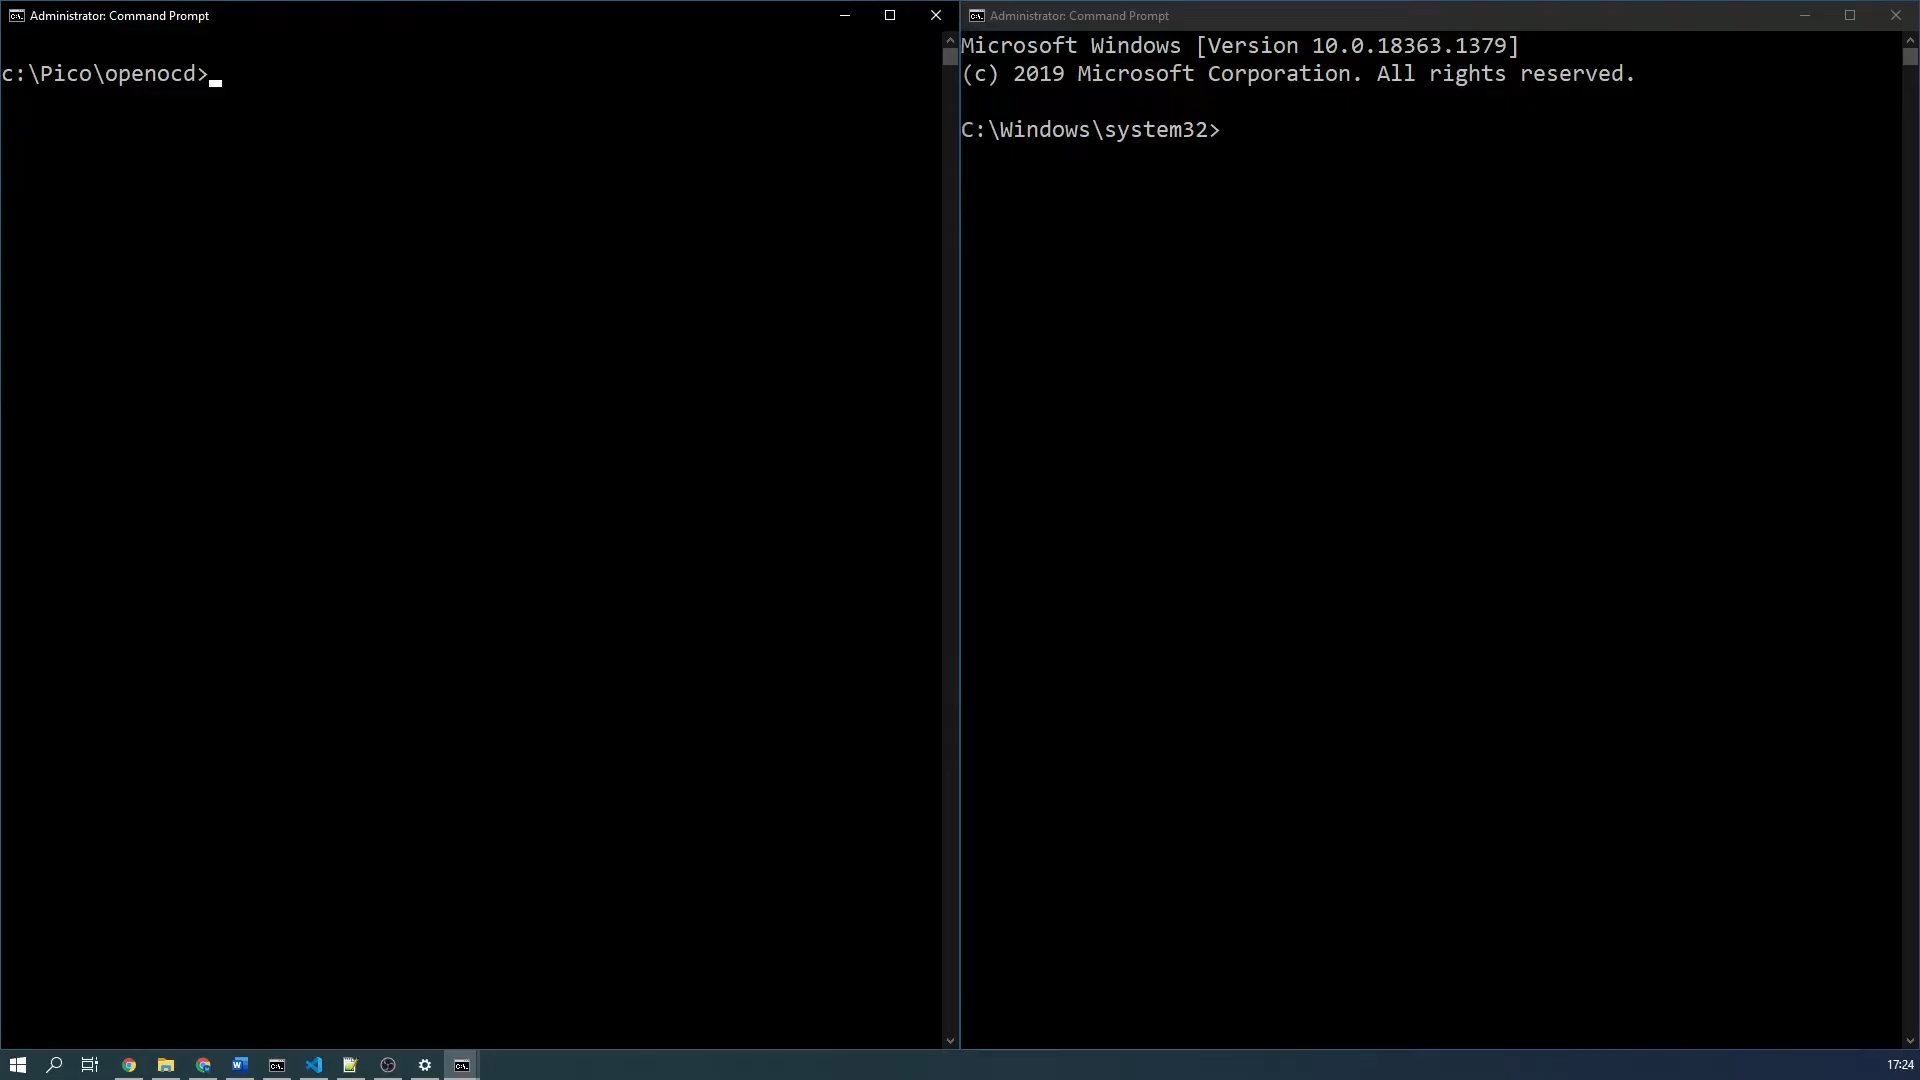 Administrator: Command Prompt
c:\Pico\openocd>
Administrator: Command Prompt
Microsoft Windows [Version 10.0.18363.1379]
(c) 2019 Microsoft Corporation. All rights reserved.
C:\Windows\system32>
17:24